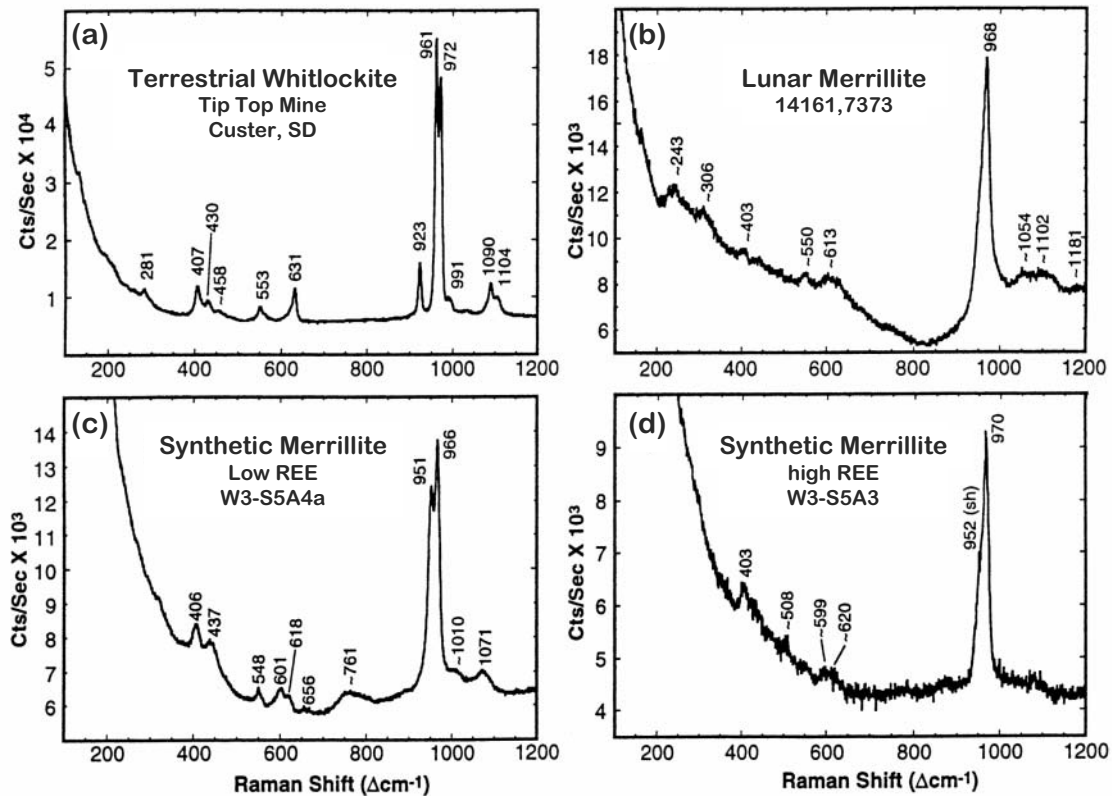 (a)
Terrestrial Whitlockite
Tip Top Mine
Custer, SD
Cts/Sec X 10⁴
5
4
3
2
1
281
407
430
~458
553
631
923
961
972
991
1090
1104
200 400 600 800 1000 1200
(b)
Lunar Merrillite
14161,7373
Cts/Sec X 10³
18
16
14
12
10
8
6
~243
~306
~403
~550
~613
968
~1054
~1102
~1181
200 400 600 800 1000 1200
(c)
Synthetic Merrillite
Low REE
W3-S5A4a
Cts/Sec X 10³
14
13
12
11
10
9
8
7
6
406
437
548
601
618
656
~761
951
966
~1010
1071
200 400 600 800 1000 1200
Raman Shift (Δcm-1)
(d)
Synthetic Merrillite
high REE
W3-S5A3
Cts/Sec X 10³
9
8
7
6
5
4
403
~508
~599
~620
952 (sh)
970
200 400 600 800 1000 1200
Raman Shift (Δcm-1)